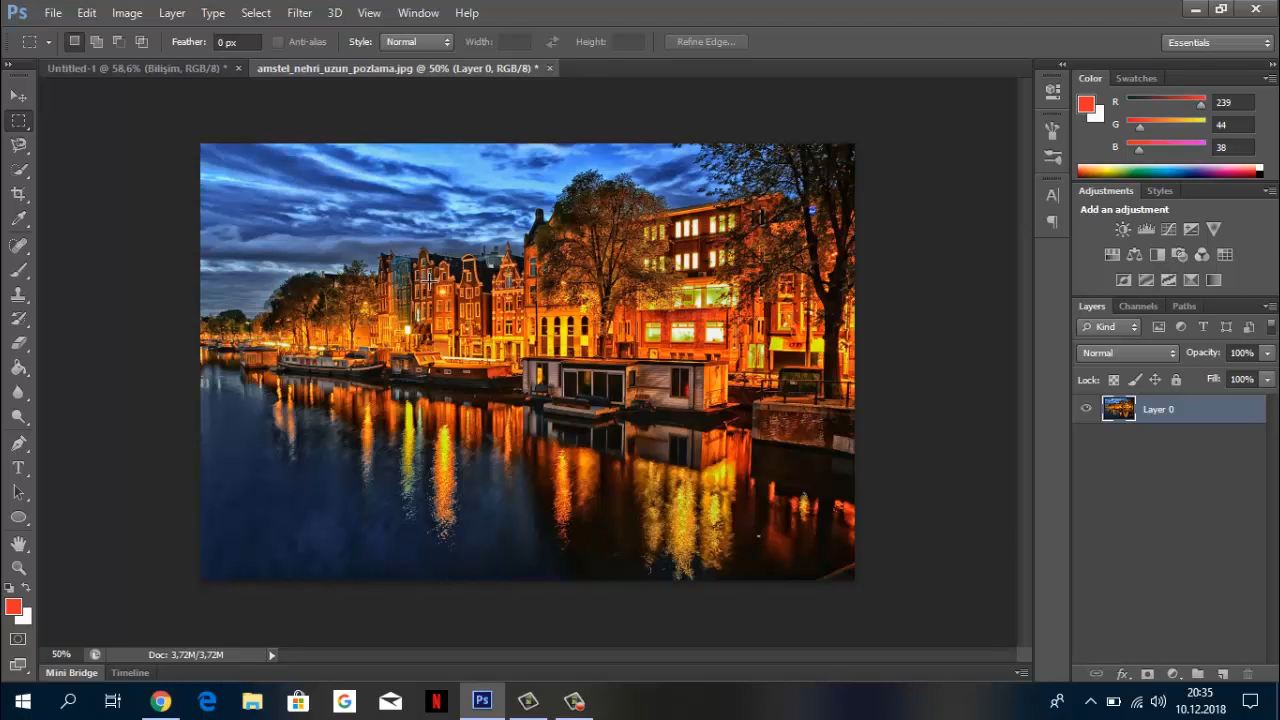 Ps File Edit Image Layer Type Select Filter 3D View Window Help
Feather: 0 px Anti-alias Style: Normal Width: Height: Refine Edge... Essentials
Untitled-1 @ 58,6% (Bilişim, RGB/8) * × amstel_nehri_uzun_pozlama.jpg @ 50% (Layer 0, RGB/8) * ×
Color Swatches
R 239
G 44
B 38
Adjustments Styles
Add an adjustment
Layers Channels Paths
Kind
Normal Opacity: 100%
Lock: Fill: 100%
Layer 0
50% Doc: 3,72M/3,72M
Mini Bridge Timeline
20:35
10.12.2018